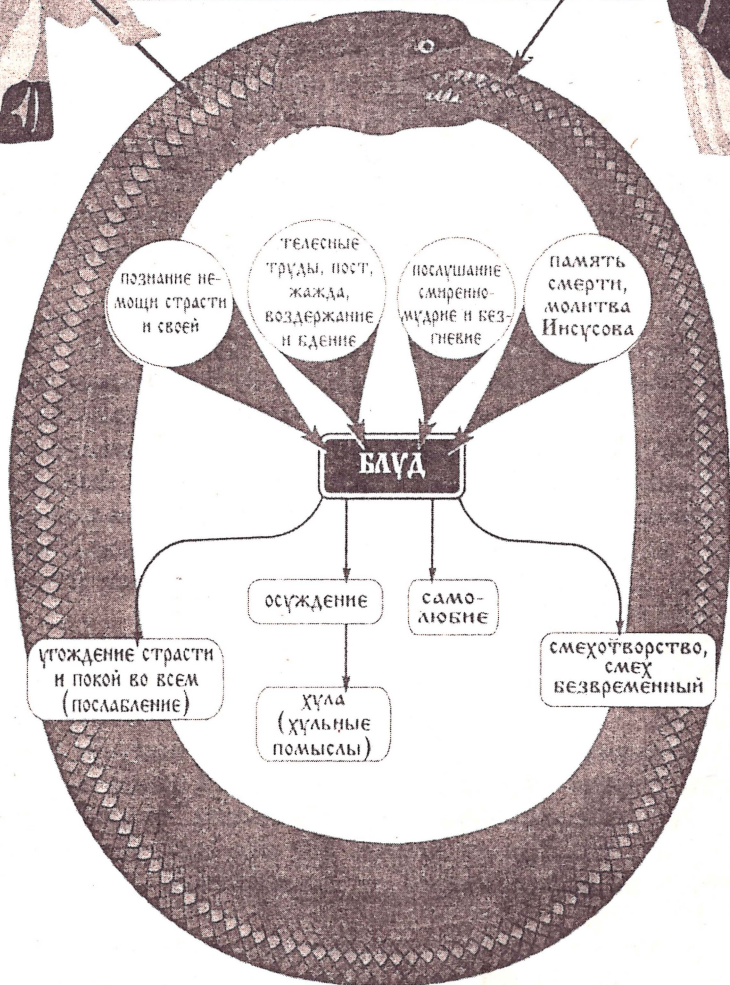 познание не-
мощи страсти
и своей
телесные
труды, пост,
жажда,
воздержание
и бдение
послушание
смиренно-
мудрие и без-
гневие
память
смерти,
молитва
Иисусова
БЛУД
осуждение
само-
любие
угождение страсти
и покой во всем
(послабление)
смехотворство,
смех
безвременный
хула
(хульные
помыслы)